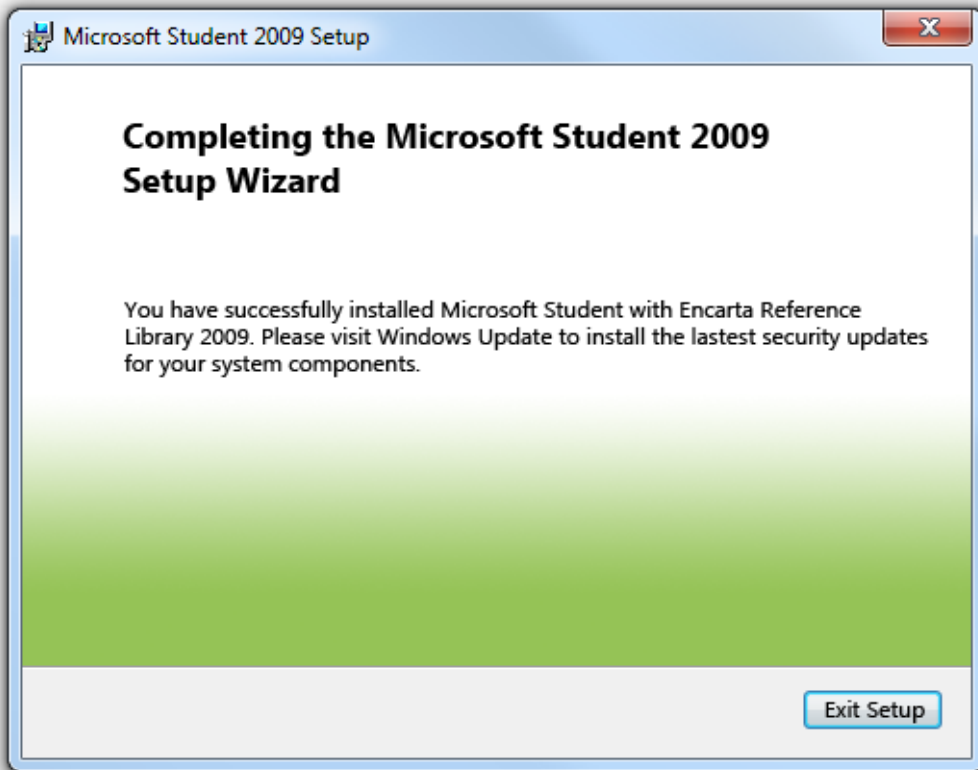 Microsoft Student 2009 Setup
X
Completing the Microsoft Student 2009
Setup Wizard
You have successfully installed Microsoft Student with Encarta Reference
Library 2009. Please visit Windows Update to install the lastest security updates
for your system components.
Exit Setup